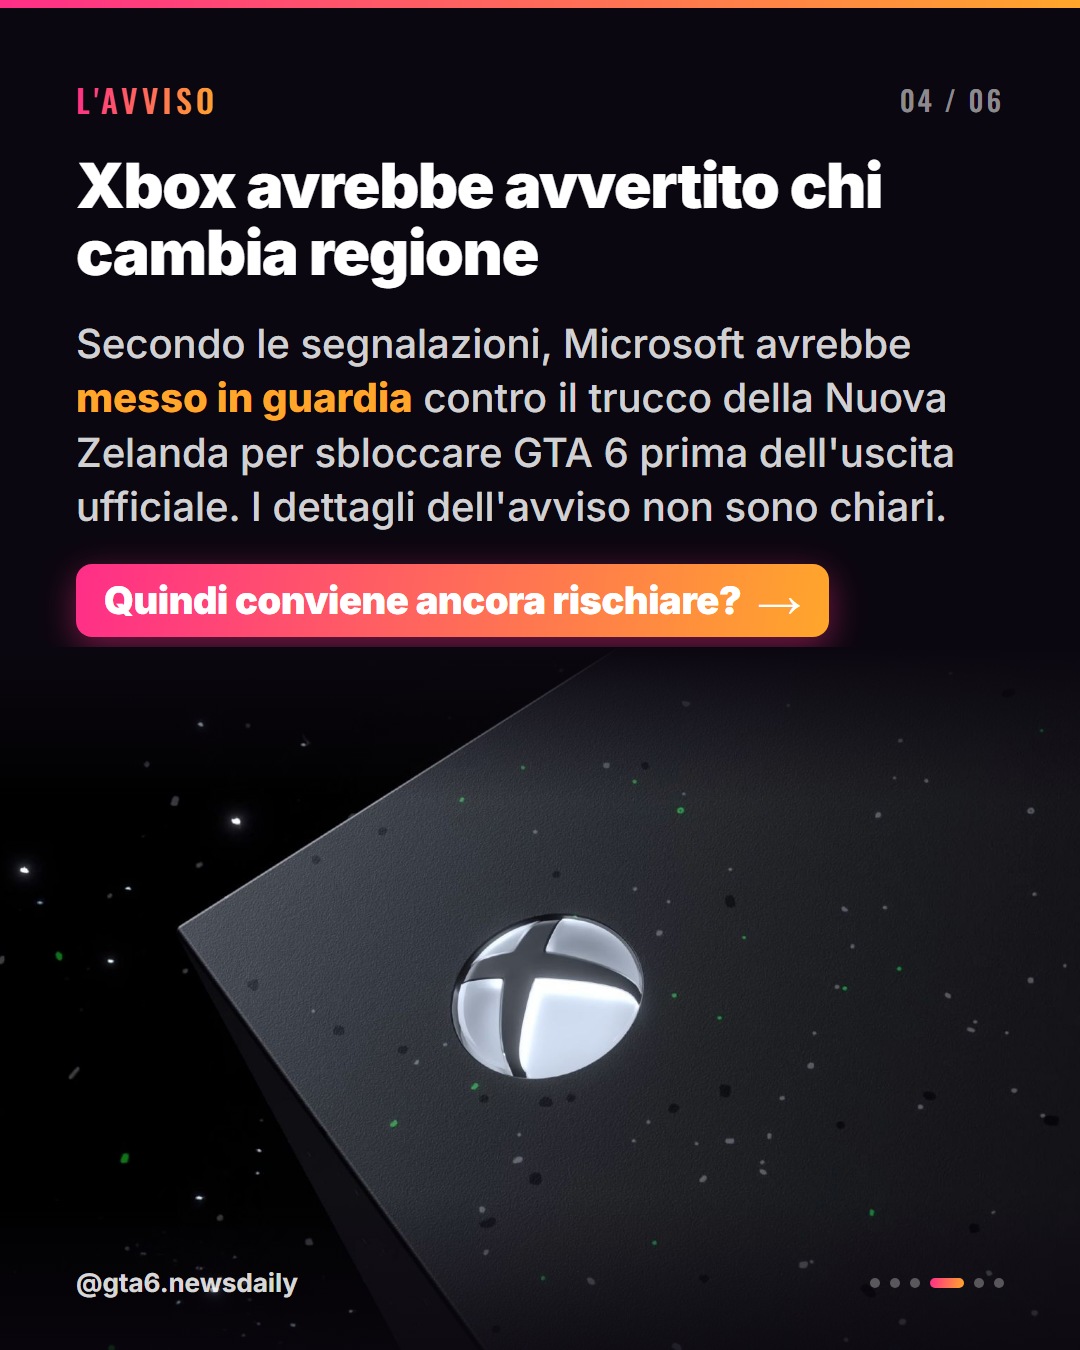 L'AVVISO
04 / 06
Xbox avrebbe avvertito chi
cambia regione
Secondo le segnalazioni, Microsoft avrebbe
messo in guardia contro il trucco della Nuova
Zelanda per sbloccare GTA 6 prima dell'uscita
ufficiale. I dettagli dell'avviso non sono chiari.
Quindi conviene ancora rischiare? →
@gta6.newsdaily